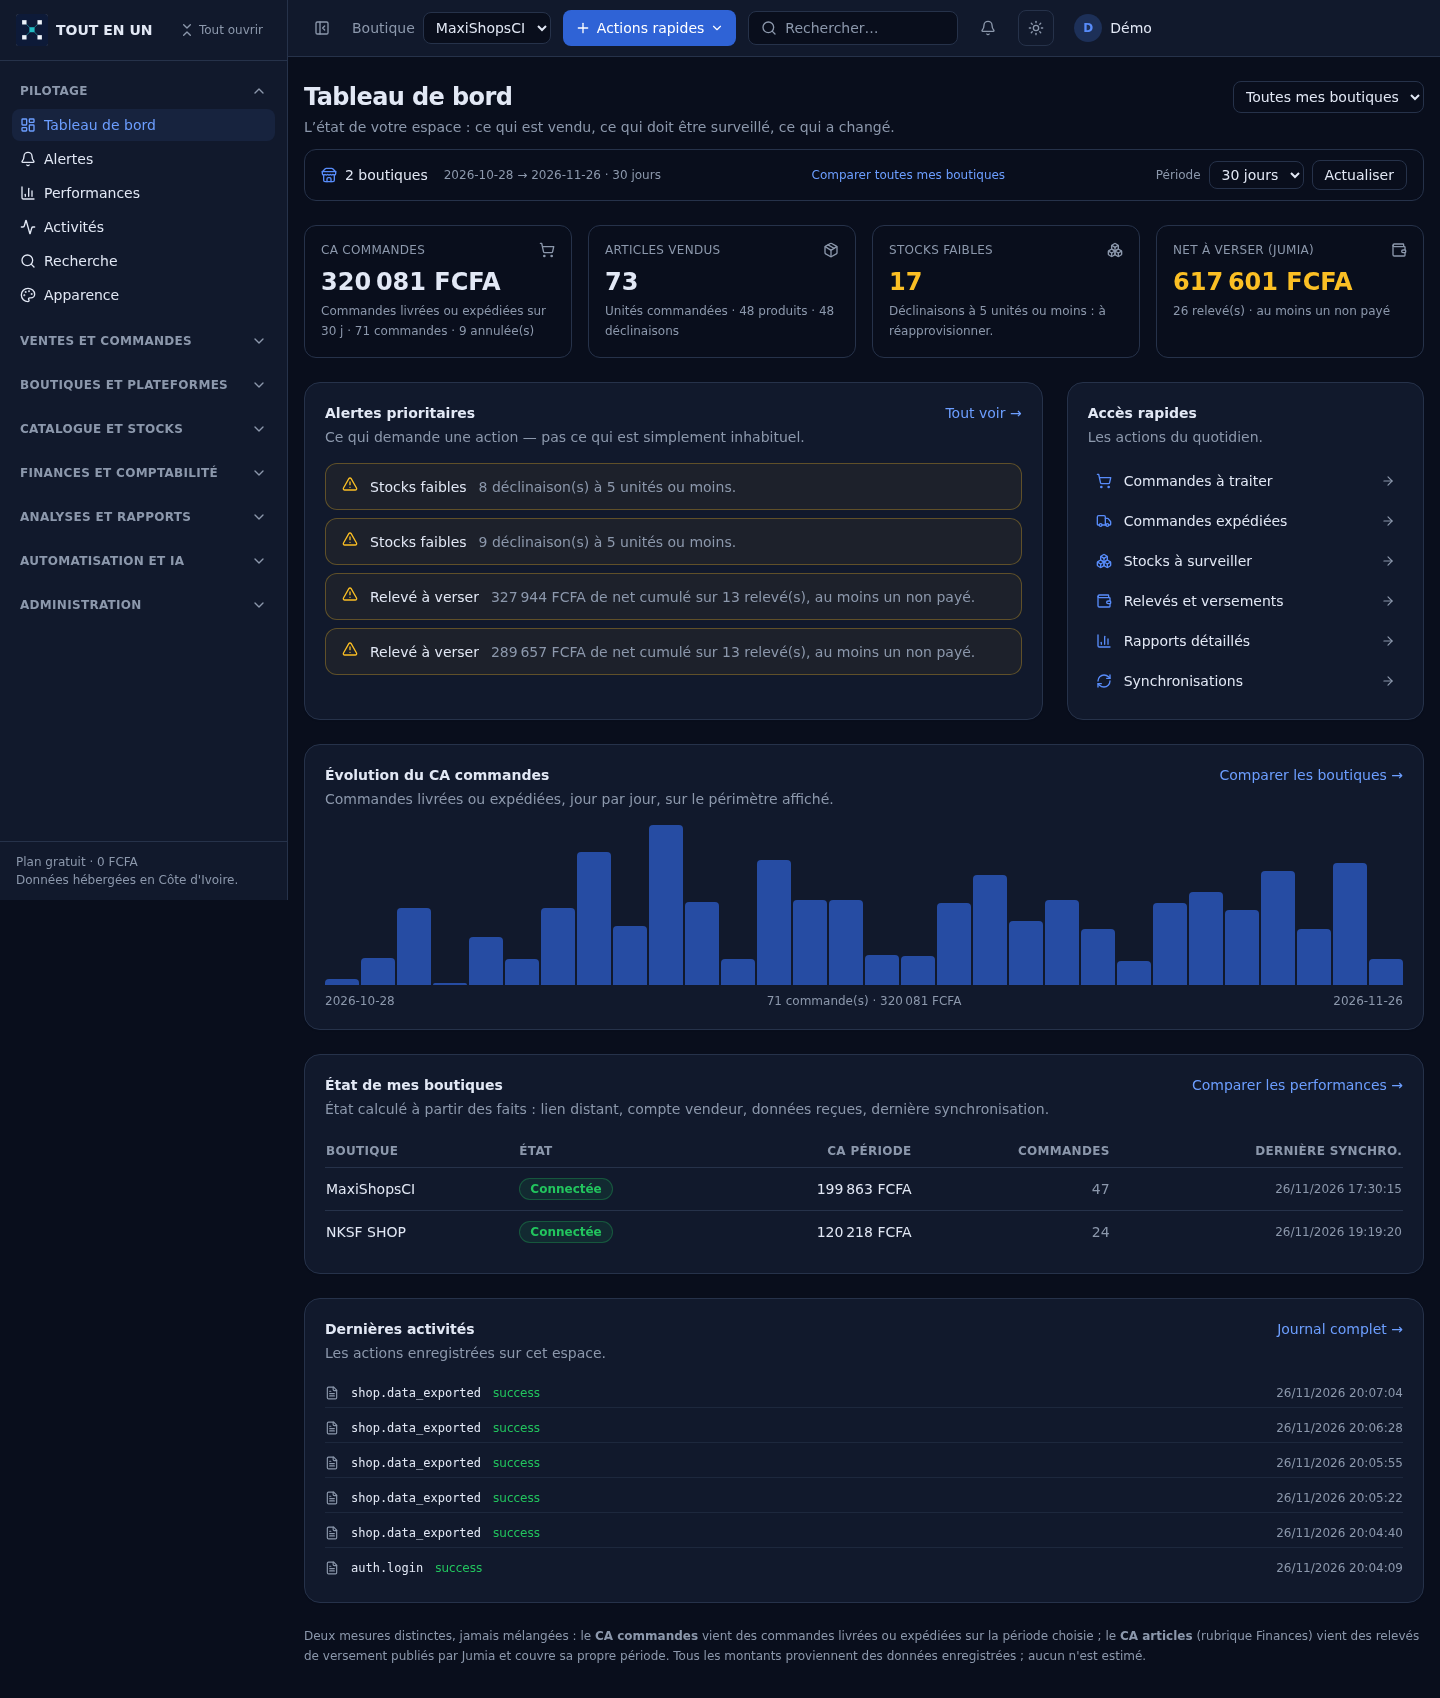 TOUT EN UN
Tout ouvrir
PILOTAGE
Tableau de bord
Alertes
Performances
Activités
Recherche
Apparence
VENTES ET COMMANDES
BOUTIQUES ET PLATEFORMES
CATALOGUE ET STOCKS
FINANCES ET COMPTABILITÉ
ANALYSES ET RAPPORTS
AUTOMATISATION ET IA
ADMINISTRATION
Plan gratuit · 0 FCFA
Données hébergées en Côte d'Ivoire.
Boutique MaxiShopsCI
Actions rapides
Rechercher…
D Démo
Tableau de bord
Toutes mes boutiques
L’état de votre espace : ce qui est vendu, ce qui doit être surveillé, ce qui a changé.
2 boutiques 2026-10-28 → 2026-11-26 · 30 jours Comparer toutes mes boutiques Période 30 jours Actualiser
CA COMMANDES
320 081 FCFA
Commandes livrées ou expédiées sur
30 j · 71 commandes · 9 annulée(s)
ARTICLES VENDUS
73
Unités commandées · 48 produits · 48
déclinaisons
STOCKS FAIBLES
17
Déclinaisons à 5 unités ou moins : à
réapprovisionner.
NET À VERSER (JUMIA)
617 601 FCFA
26 relevé(s) · au moins un non payé
Alertes prioritaires
Tout voir →
Ce qui demande une action — pas ce qui est simplement inhabituel.
Stocks faibles 8 déclinaison(s) à 5 unités ou moins.
Stocks faibles 9 déclinaison(s) à 5 unités ou moins.
Relevé à verser 327 944 FCFA de net cumulé sur 13 relevé(s), au moins un non payé.
Relevé à verser 289 657 FCFA de net cumulé sur 13 relevé(s), au moins un non payé.
Accès rapides
Les actions du quotidien.
Commandes à traiter →
Commandes expédiées →
Stocks à surveiller →
Relevés et versements →
Rapports détaillés →
Synchronisations →
Évolution du CA commandes
Comparer les boutiques →
Commandes livrées ou expédiées, jour par jour, sur le périmètre affiché.
2026-10-28 71 commande(s) · 320 081 FCFA 2026-11-26
État de mes boutiques
Comparer les performances →
État calculé à partir des faits : lien distant, compte vendeur, données reçues, dernière synchronisation.
BOUTIQUE ÉTAT CA PÉRIODE COMMANDES DERNIÈRE SYNCHRO.
MaxiShopsCI Connectée 199 863 FCFA 47 26/11/2026 17:30:15
NKSF SHOP Connectée 120 218 FCFA 24 26/11/2026 19:19:20
Dernières activités
Journal complet →
Les actions enregistrées sur cet espace.
shop.data_exported success 26/11/2026 20:07:04
shop.data_exported success 26/11/2026 20:06:28
shop.data_exported success 26/11/2026 20:05:55
shop.data_exported success 26/11/2026 20:05:22
shop.data_exported success 26/11/2026 20:04:40
auth.login success 26/11/2026 20:04:09
Deux mesures distinctes, jamais mélangées : le CA commandes vient des commandes livrées ou expédiées sur la période choisie ; le CA articles (rubrique Finances) vient des relevés
de versement publiés par Jumia et couvre sa propre période. Tous les montants proviennent des données enregistrées ; aucun n'est estimé.